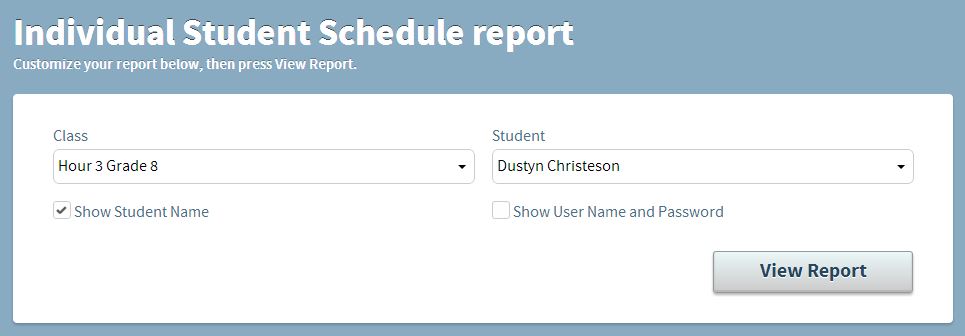 Individual Student Schedule report
Customize your report below, then press View Report.
Class
Student
Hour 3 Grade 8
Dustyn Christeson
Show Student Name
Show User Name and Password
View Report